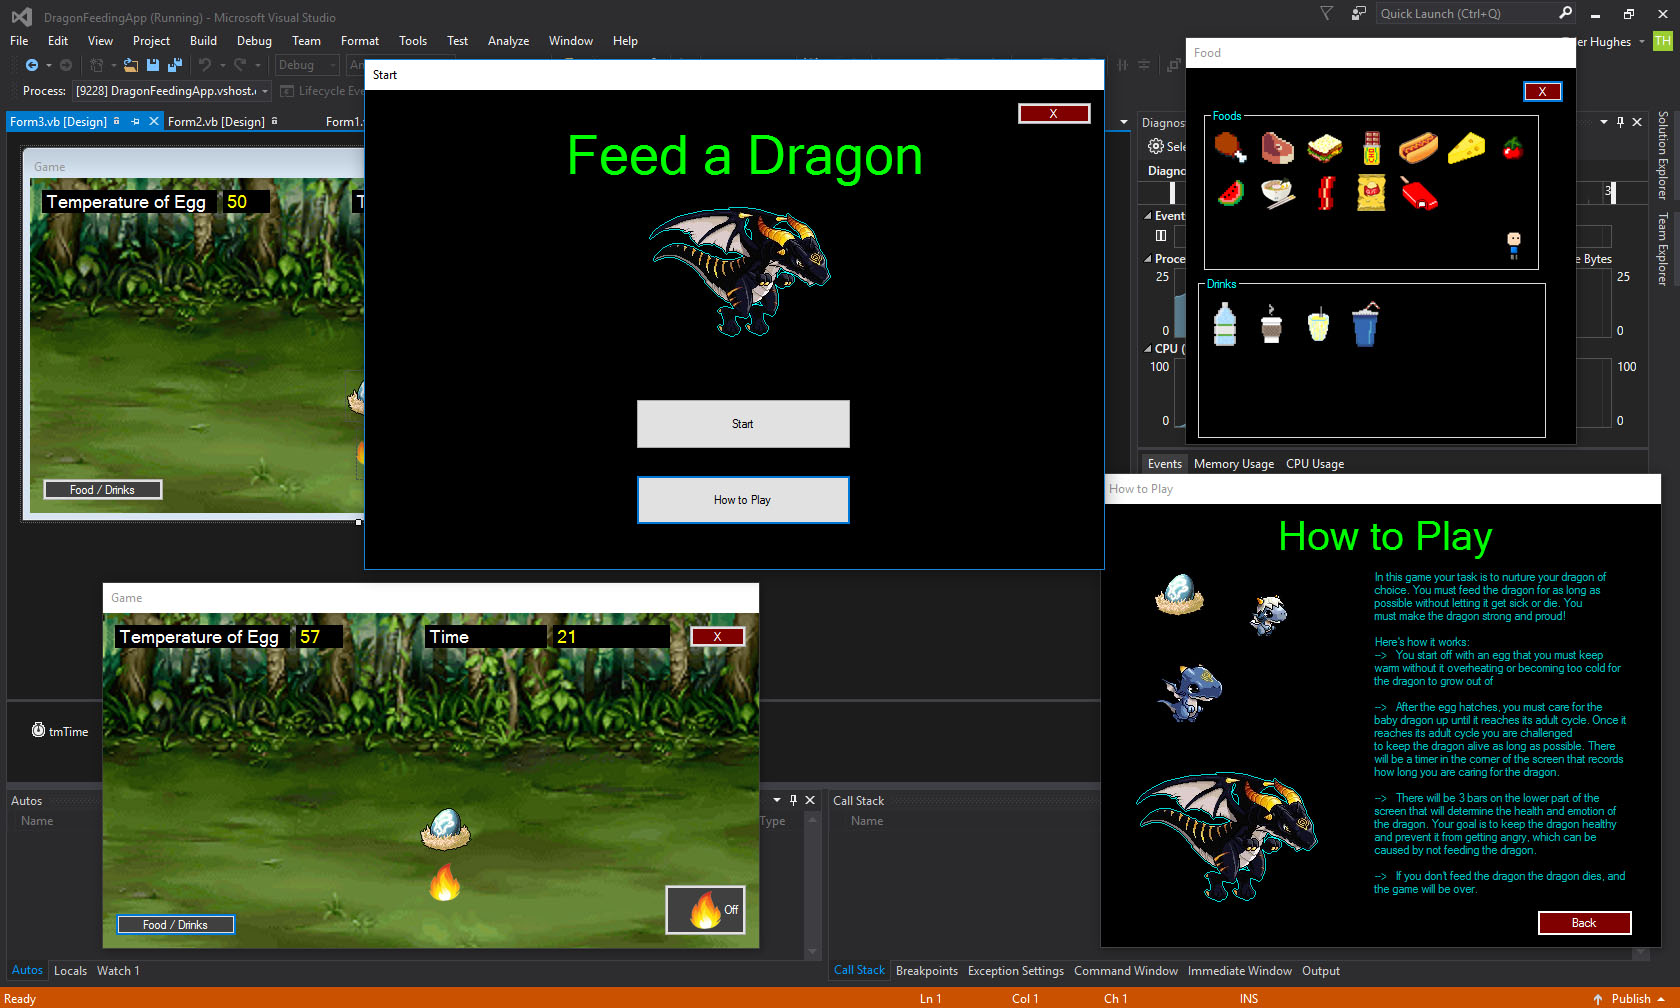 DragonFeedingApp (Running) - Microsoft Visual Studio
Quick Launch (Ctrl+Q)
File Edit View Project Build Debug Team Format Tools Test Analyze Window Help
Hughes TH
Debug
Process: [9228] DragonFeedingApp.vshost.
Lifecycle
Form3.vb [Design] Form2.vb [Design] Form1.
Game
Temperature of Egg 50
Food / Drinks
Start
X
Feed a Dragon
Start
How to Play
Food
X
Foods
Drinks
Diagnos
Sele
Diagno
3
Event
Proce
e Bytes
25 25
0 0
CPU (
100 100
0 0
Events Memory Usage CPU Usage
Solution Explorer
Team Explorer
How to Play
How to Play
In this game your task is to nurture your dragon of
choice. You must feed the dragon for as long as
possible without letting it get sick or die. You
must make the dragon strong and proud!
Here's how it works:
--> You start off with an egg that you must keep
warm without it overheating or becoming too cold for
the dragon to grow out of
--> After the egg hatches, you must care for the
baby dragon up until it reaches its adult cycle. Once it
reaches its adult cycle you are challenged
to keep the dragon alive as long as possible. There
will be a timer in the corner of the screen that records
how long you are caring for the dragon.
--> There will be 3 bars on the lower part of the
screen that will determine the health and emotion of
the dragon. Your goal is to keep the dragon healthy
and prevent it from getting angry, which can be
caused by not feeding the dragon.
--> If you don't feed the dragon the dragon dies, and
the game will be over.
Back
Game
Temperature of Egg 57 Time 21 X
Food / Drinks
Off
tmTime
Autos
Name
Type
Call Stack
Name
Autos Locals Watch 1
Call Stack Breakpoints Exception Settings Command Window Immediate Window Output
Ready
Ln 1 Col 1 Ch 1 INS
Publish